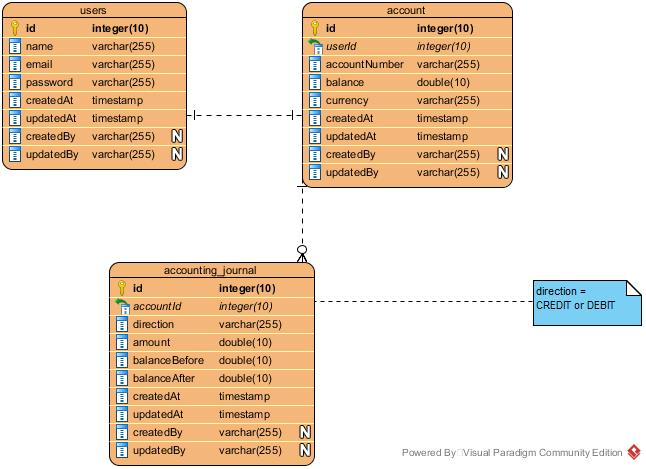 users
id integer(10)
name varchar(255)
email varchar(255)
password varchar(255)
createdAt timestamp
updatedAt timestamp
createdBy varchar(255) N
updatedBy varchar(255) N
account
id integer(10)
userId integer(10)
accountNumber varchar(255)
balance double(10)
currency varchar(255)
createdAt timestamp
updatedAt timestamp
createdBy varchar(255) N
updatedBy varchar(255) N
accounting_journal
id integer(10)
accountId integer(10)
direction varchar(255)
amount double(10)
balanceBefore double(10)
balanceAfter double(10)
createdAt timestamp
updatedAt timestamp
createdBy varchar(255) N
updatedBy varchar(255) N
direction =
CREDIT or DEBIT
Powered By Visual Paradigm Community Edition